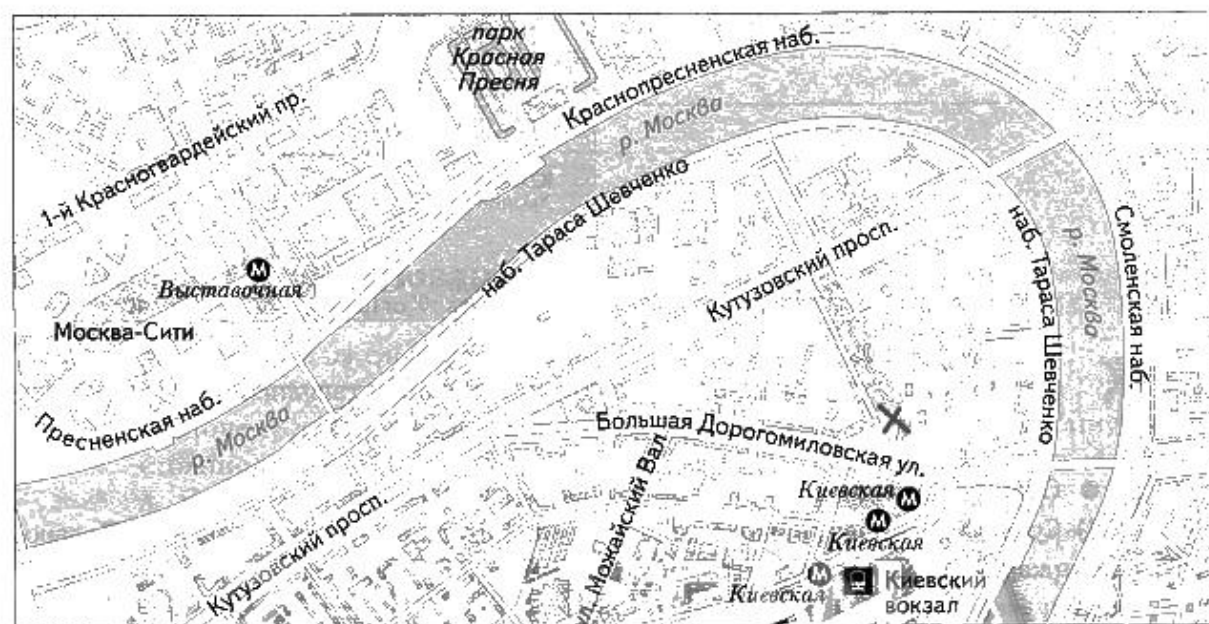 парк
Красная
Пресня
Краснопресненская наб.
р. Москва
1-й Красногвардейский пр.
наб. Тараса Шевченко
Смоленская наб.
наб. Тараса Шевченко
р. Москва
Кутузовский просп.
М
Выставочная
Москва-Сити
Пресненская наб.
р. Москва
Большая Дорогомиловская ул.
Кутузовский просп.
ул. Можайский Вал
Киевская
М
М
Киевская
М
Киевская
Киевский
вокзал